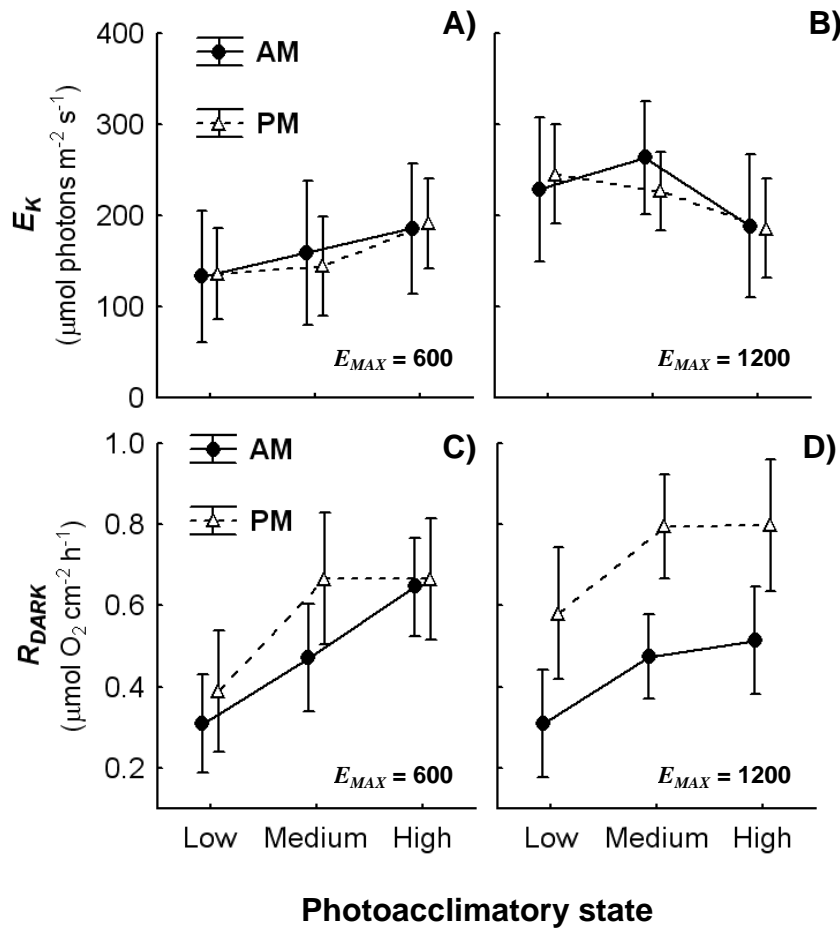 A)
B)
AM
PM
400
300
200
100
0
E_K
(μmol photons m⁻² s⁻¹)
E_MAX = 600
E_MAX = 1200
C)
D)
AM
PM
1.0
0.8
0.6
0.4
0.2
R_DARK
(μmol O₂ cm⁻² h⁻¹)
E_MAX = 600
E_MAX = 1200
Low Medium High
Low Medium High
Photoacclimatory state